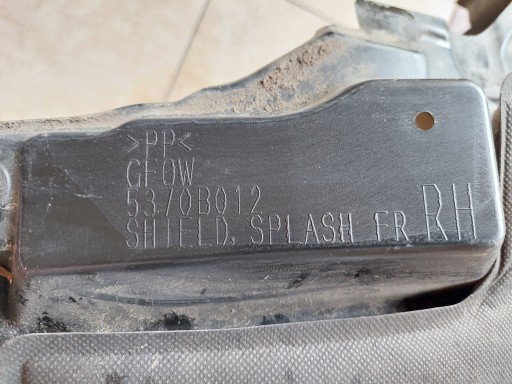 >PP<
GF0W
5370B012
SHIELD, SPLASH FR RH